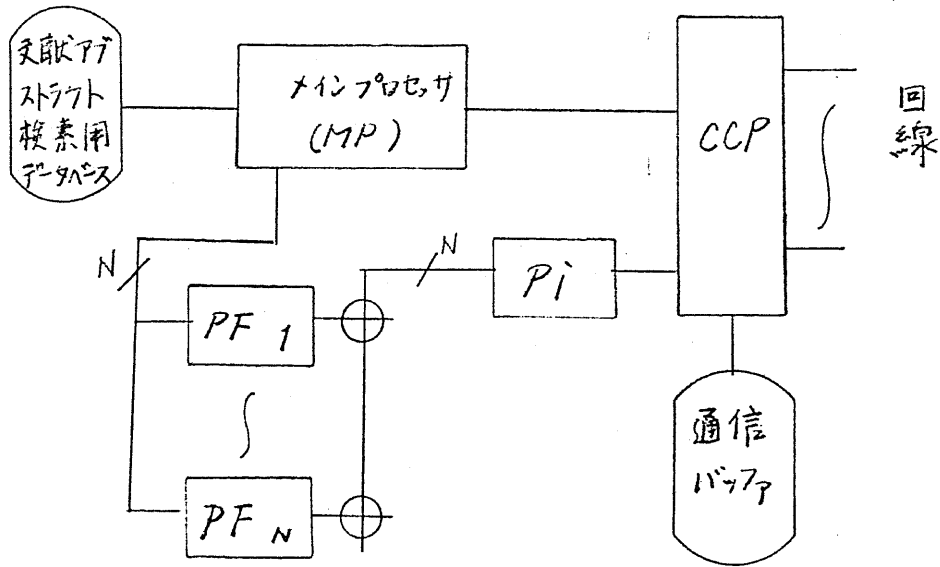 文献アブ
ストラクト
検索用
データベース
メインプロセッサ
(MP)
CCP
回
線
N
N
Pi
PF 1
PF N
通信
バッファ